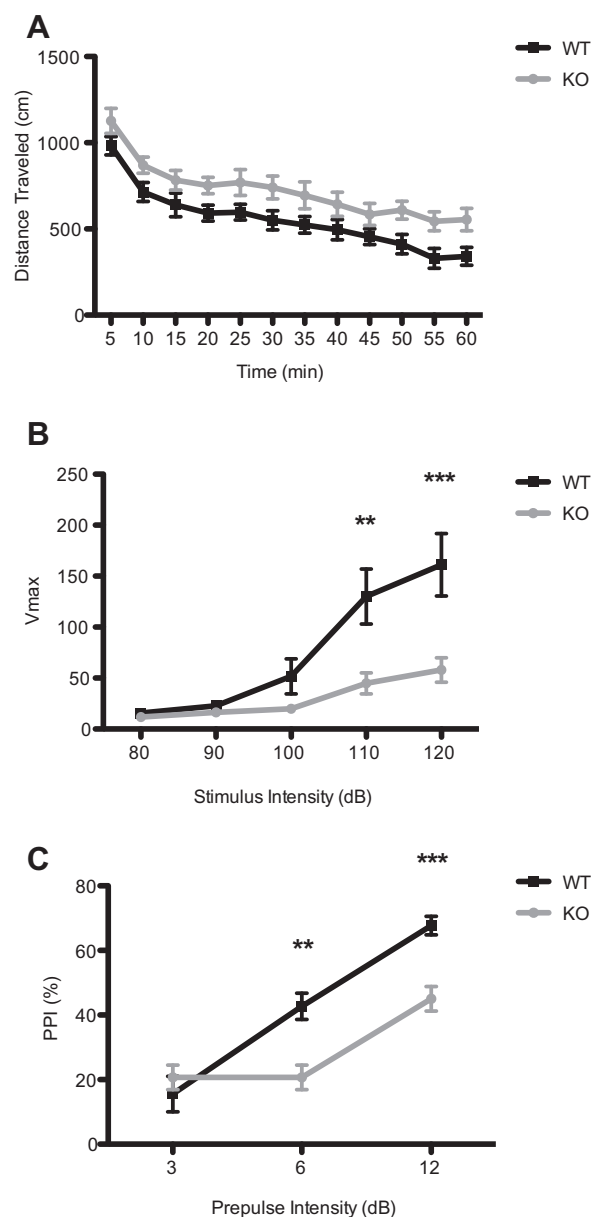 A
WT
KO
1500
1000
500
0
Distance Traveled (cm)
5 10 15 20 25 30 35 40 45 50 55 60
Time (min)
B
WT
KO
250
200
150
100
50
0
Vmax
**
***
80 90 100 110 120
Stimulus Intensity (dB)
C
WT
KO
80
60
40
20
0
PPI (%)
**
***
3 6 12
Prepulse Intensity (dB)